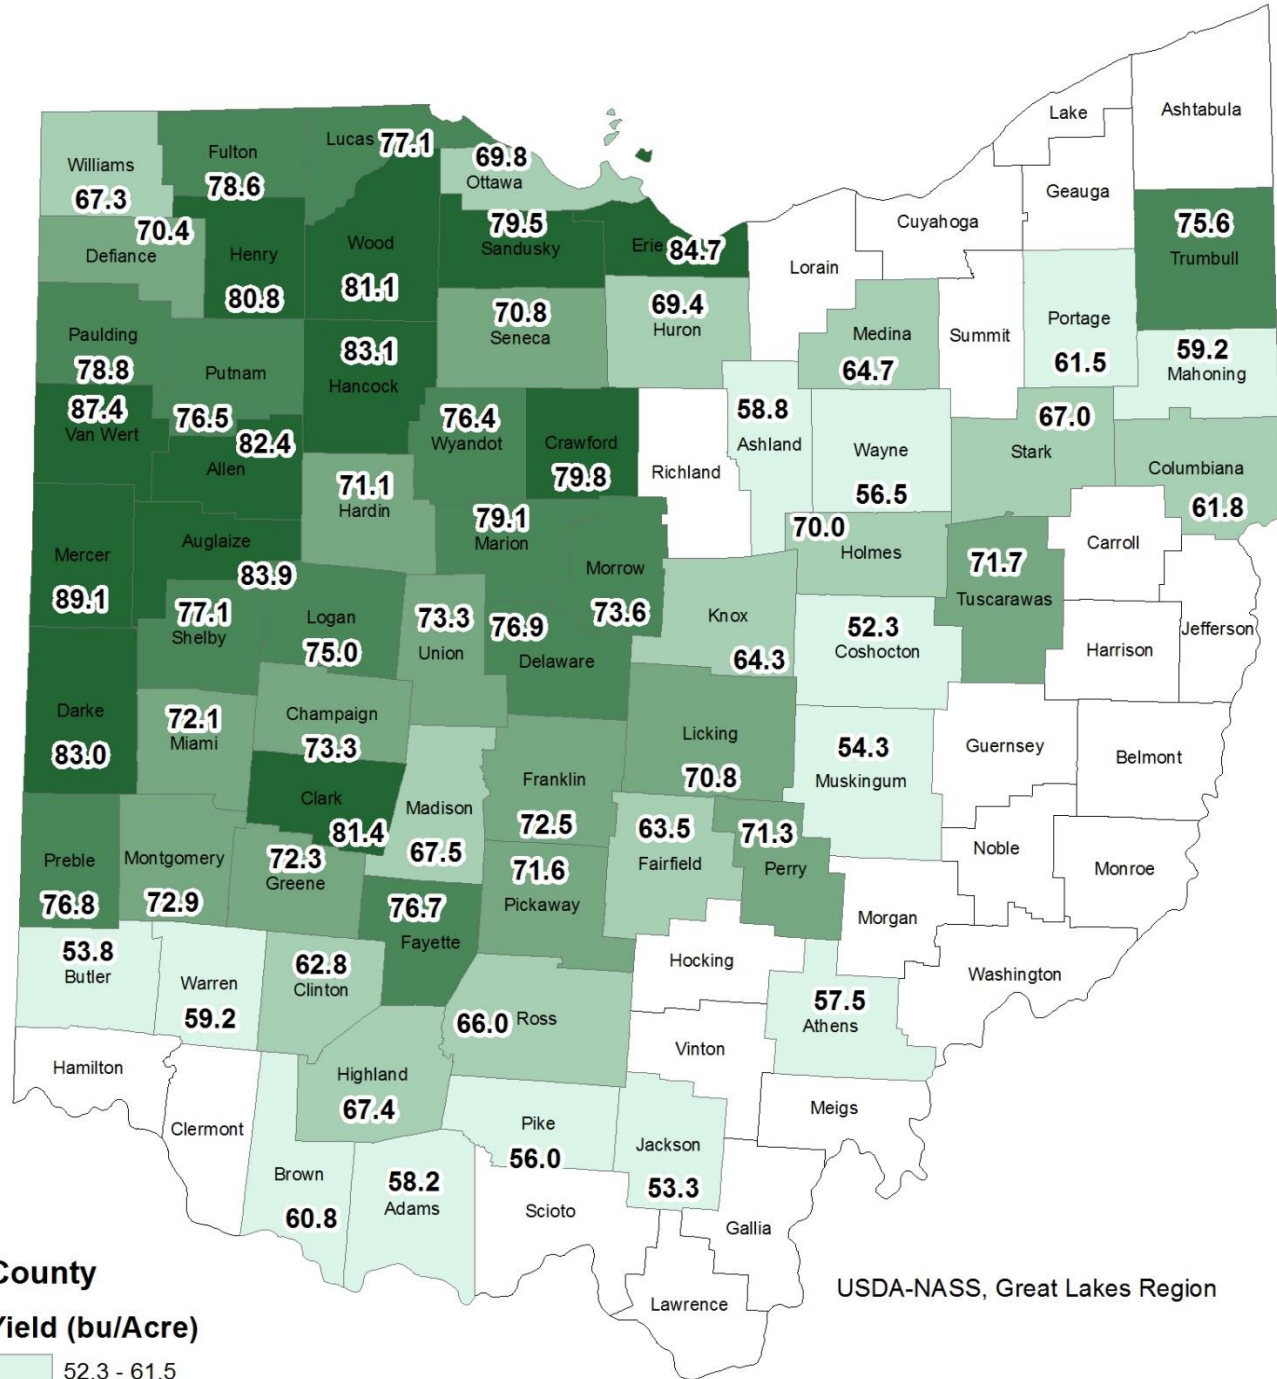 Lake
Ashtabula
Lucas 77.1
Fulton
78.6
Williams
67.3
69.8
Ottawa
Geauga
Cuyahoga
75.6
Trumbull
70.4
Defiance
Henry
80.8
Wood
81.1
79.5
Sandusky
Erie 84.7
Lorain
70.8
Seneca
69.4
Huron
Medina
64.7
Summit
Portage
61.5
59.2
Mahoning
Paulding
78.8
Putnam
76.5
83.1
Hancock
87.4
Van Wert
82.4
Allen
76.4
Wyandot
Crawford
79.8
Richland
58.8
Ashland
Wayne
56.5
67.0
Stark
Columbiana
61.8
71.1
Hardin
79.1
Marion
70.0
Holmes
Carroll
Mercer
89.1
Auglaize
83.9
Morrow
73.6
71.7
Tuscarawas
77.1
Shelby
Logan
75.0
73.3
Union
76.9
Delaware
Knox
64.3
52.3
Coshocton
Harrison
Jefferson
Darke
83.0
72.1
Miami
Champaign
73.3
Licking
70.8
54.3
Muskingum
Guernsey
Belmont
Clark
81.4
Madison
67.5
Franklin
72.5
63.5
Fairfield
71.3
Perry
Noble
Monroe
Preble
76.8
Montgomery
72.9
72.3
Greene
71.6
Pickaway
76.7
Fayette
Morgan
53.8
Butler
Warren
59.2
62.8
Clinton
Hocking
Washington
66.0 Ross
57.5
Athens
Vinton
Hamilton
Highland
67.4
Meigs
Clermont
Pike
56.0
Jackson
53.3
Brown
60.8
58.2
Adams
Scioto
Gallia
Lawrence
USDA-NASS, Great Lakes Region
County
Yield (bu/Acre)
52.3 - 61.5